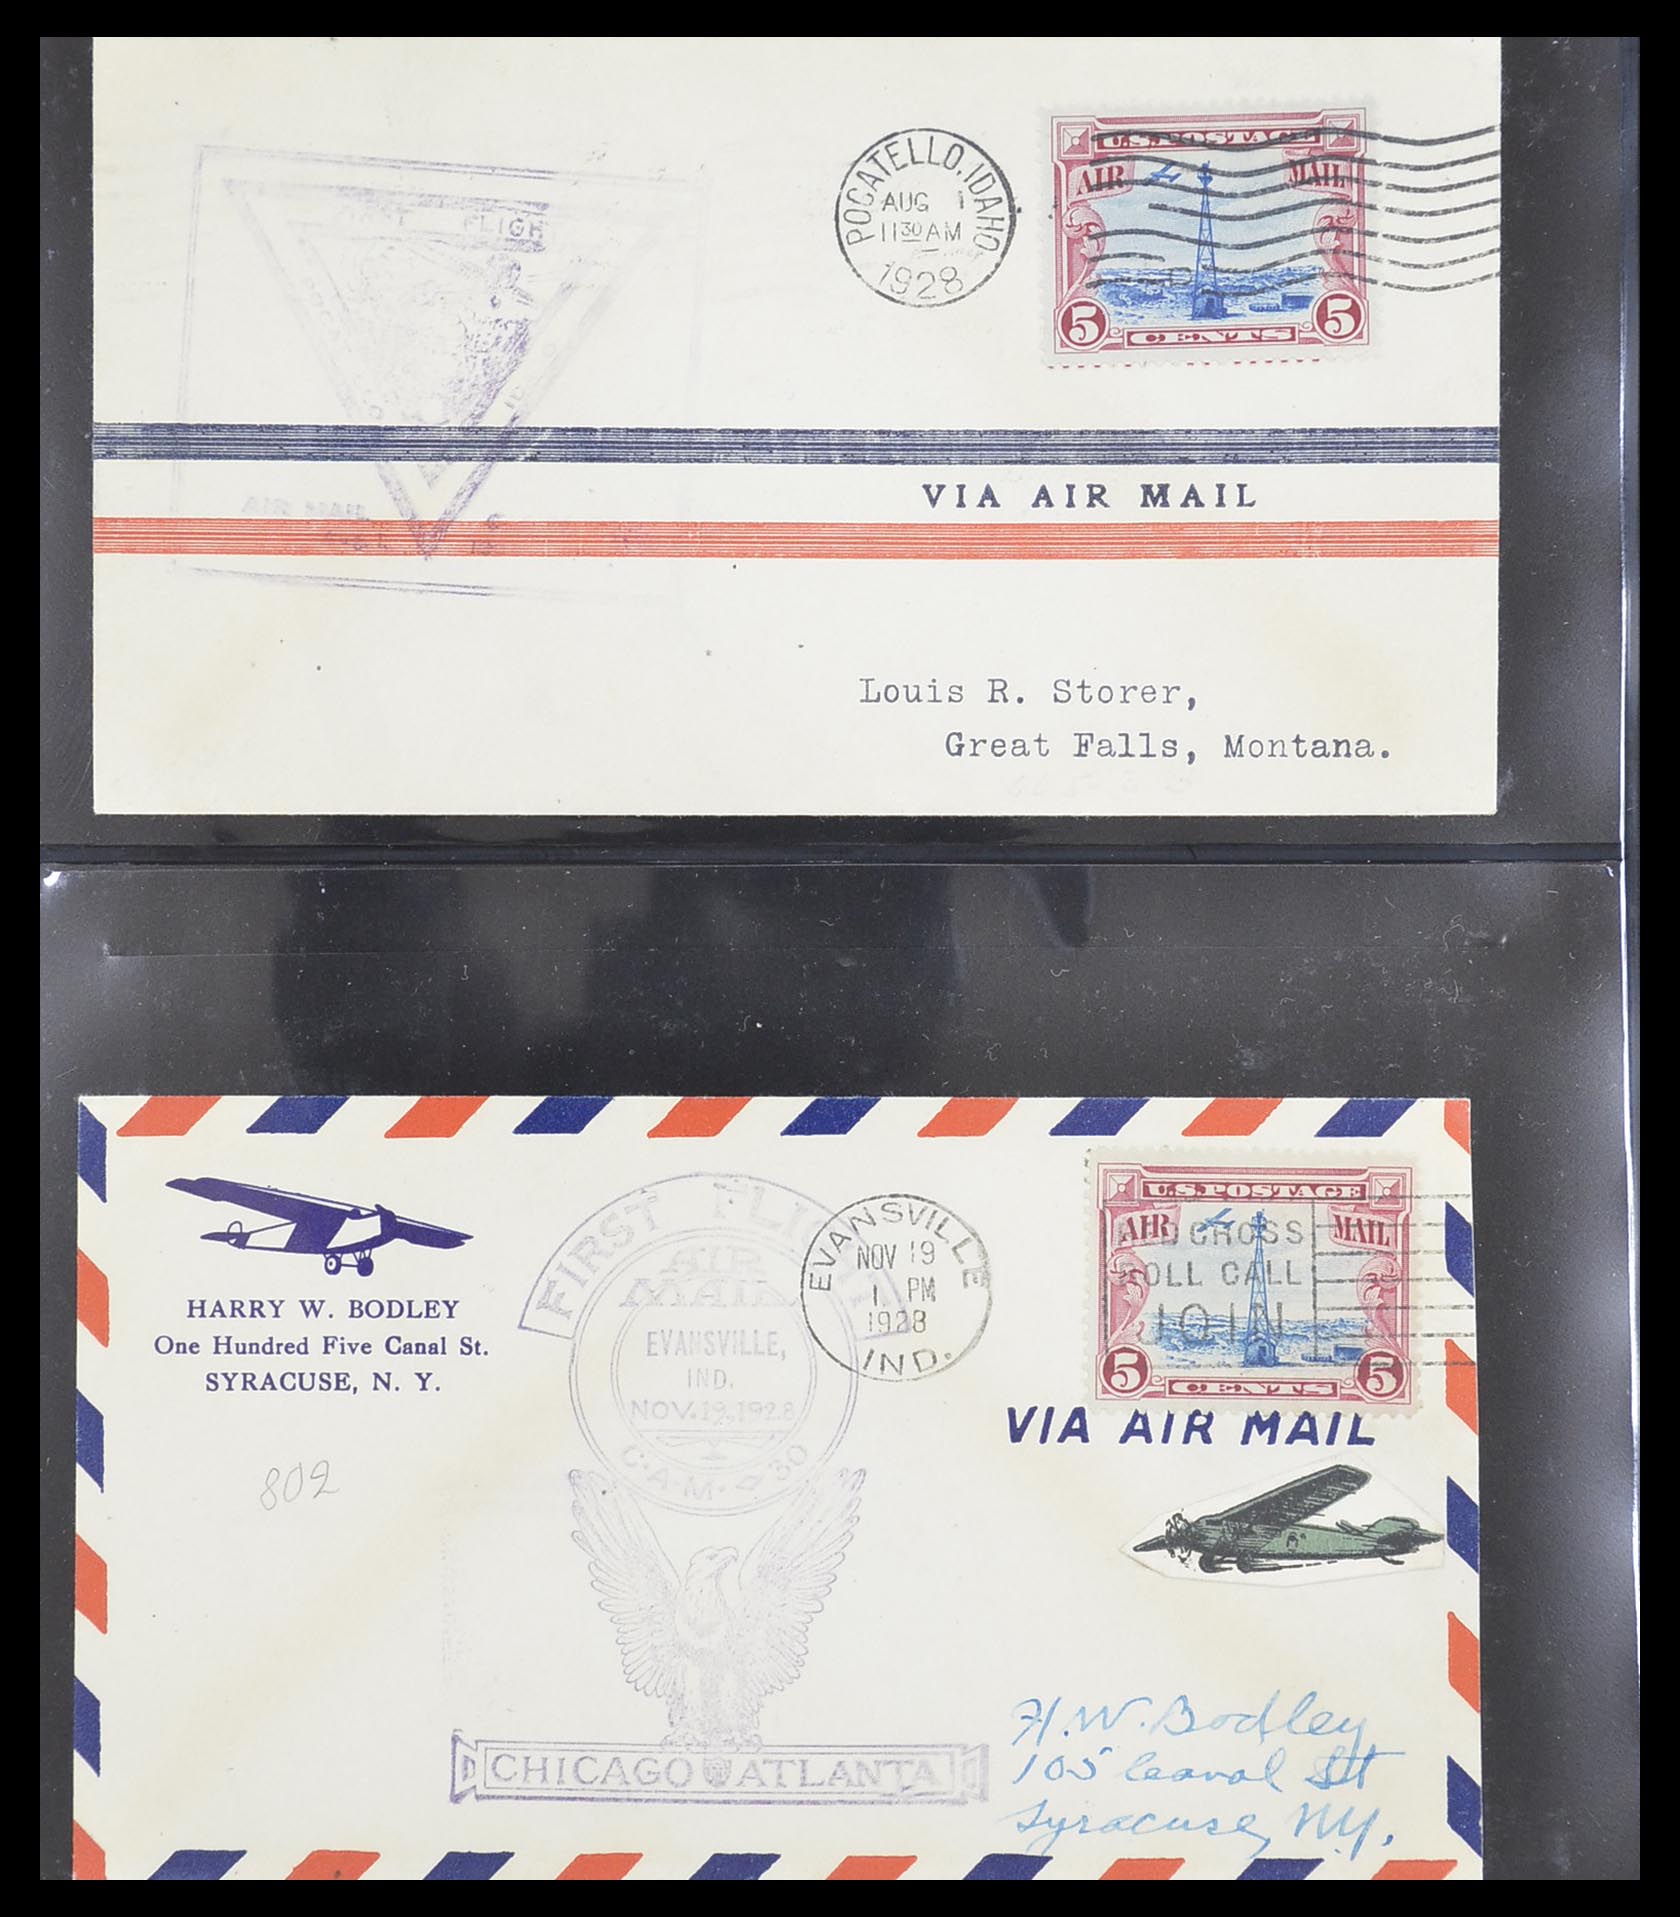 FLIGH
POCATELLO, IDAHO
AUG 1
11 30 AM
1928
U.S. POSTAGE
AIR MAIL
5 CENTS 5
VIA AIR MAIL
AIR MAIL
Louis R. Storer,
Great Falls, Montana.
HARRY W. BODLEY
One Hundred Five Canal St.
SYRACUSE, N. Y.
802
FIRST FLIGHT
AIR
MAIL
EVANSVILLE,
IND.
NOV. 19, 1928
C·A·M· 30
CHICAGO ATLANTA
EVANSVILLE
NOV 19
1 PM
1928
IND.
U.S. POSTAGE
AIR MAIL
CROSS
ROLL CALL
JOIN
5 CENTS 5
VIA AIR MAIL
H. W. Bodley
105 Canal St
Syracuse, N.Y.